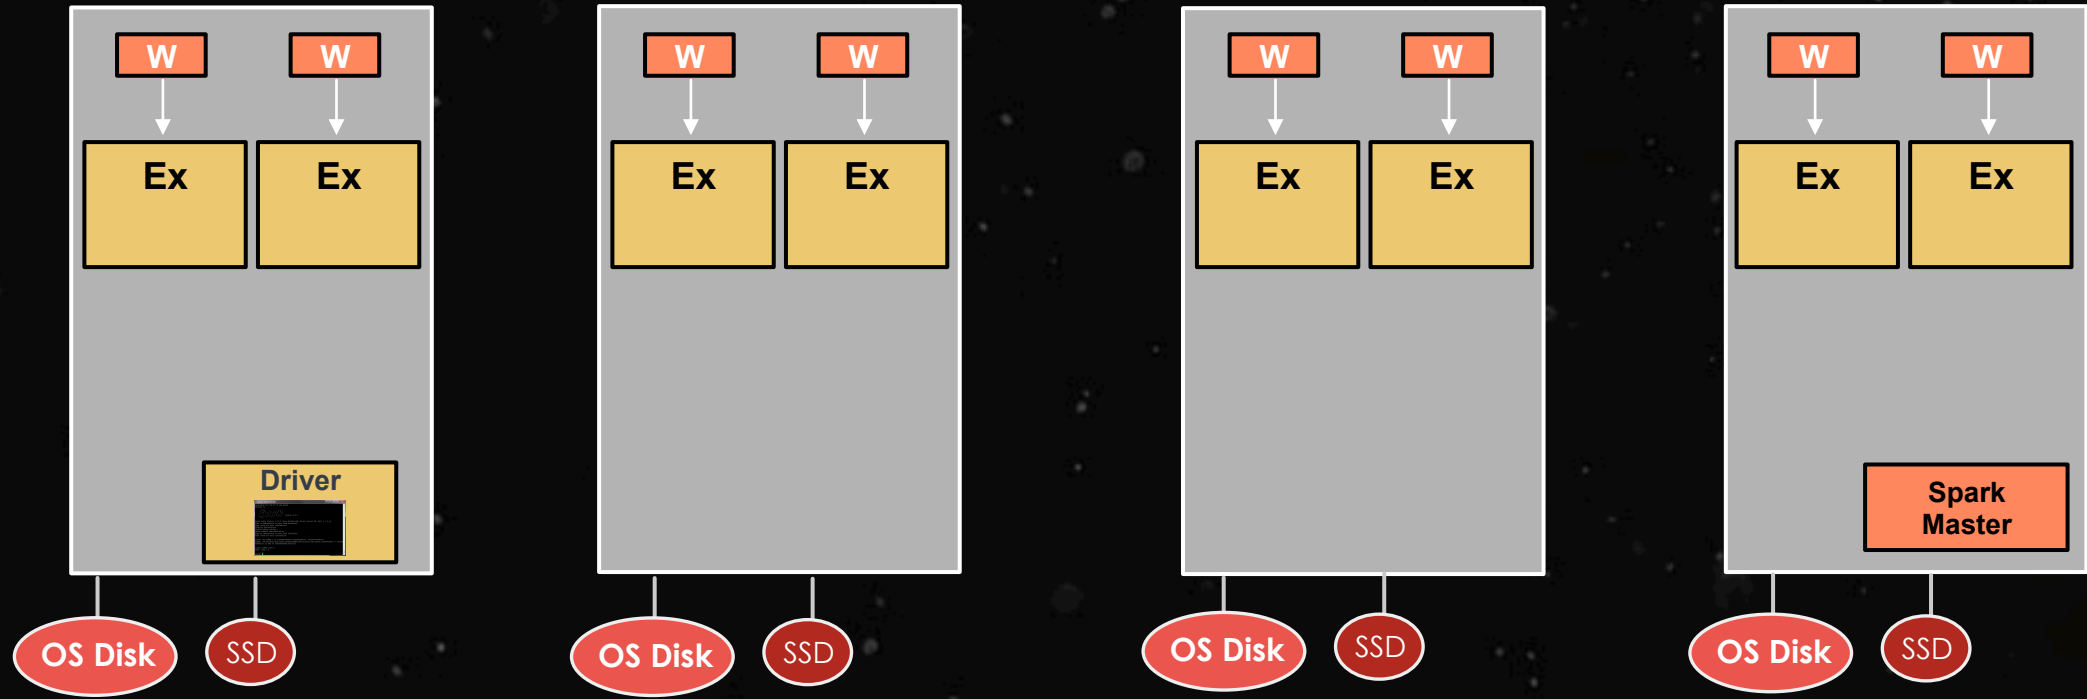 W W W W W W W W
Ex Ex Ex Ex Ex Ex Ex Ex
Driver
Spark
Master
OS Disk SSD OS Disk SSD OS Disk SSD OS Disk SSD